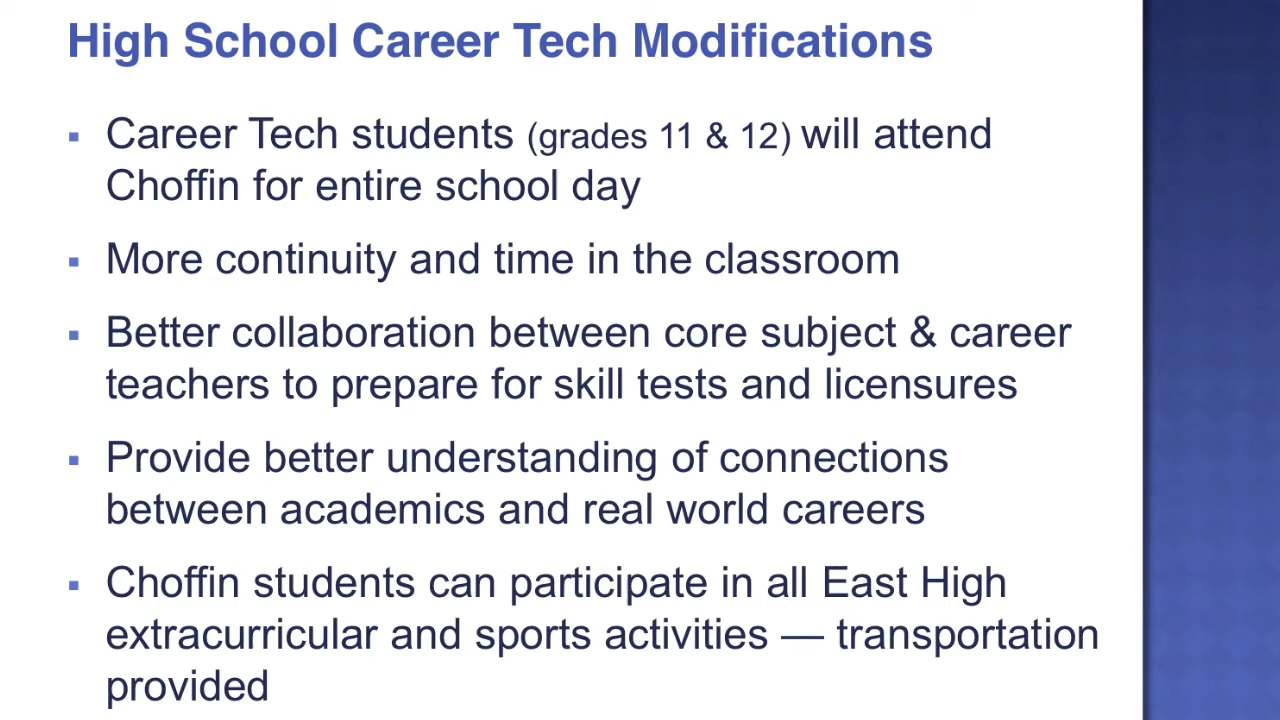 High School Career Tech Modifications
▪ Career Tech students (grades 11 & 12) will attend
Choffin for entire school day
▪ More continuity and time in the classroom
▪ Better collaboration between core subject & career
teachers to prepare for skill tests and licensures
▪ Provide better understanding of connections
between academics and real world careers
▪ Choffin students can participate in all East High
extracurricular and sports activities — transportation
provided